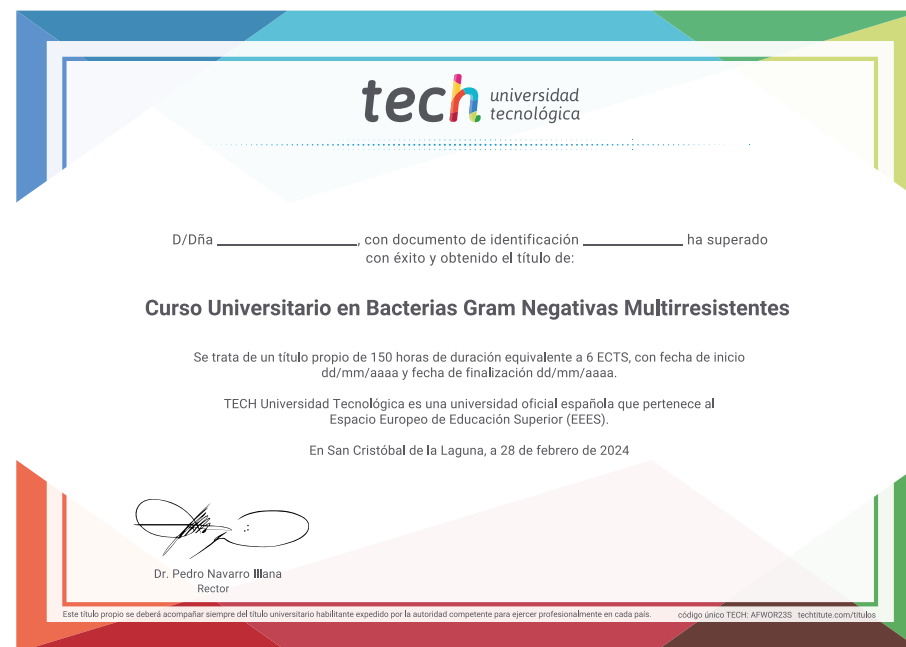 tech universidad
tecnológica
D/Dña ______________, con documento de identificación __________ ha superado
con éxito y obtenido el título de:
Curso Universitario en Bacterias Gram Negativas Multirresistentes
Se trata de un título propio de 150 horas de duración equivalente a 6 ECTS, con fecha de inicio
dd/mm/aaaa y fecha de finalización dd/mm/aaaa.
TECH Universidad Tecnológica es una universidad oficial española que pertenece al
Espacio Europeo de Educación Superior (EEES).
En San Cristóbal de la Laguna, a 28 de febrero de 2024
Dr. Pedro Navarro Illana
Rector
Este título propio se deberá acompañar siempre del título universitario habilitante expedido por la autoridad competente para ejercer profesionalmente en cada país. código único TECH: AFWOR23S techtitute.com/titulos